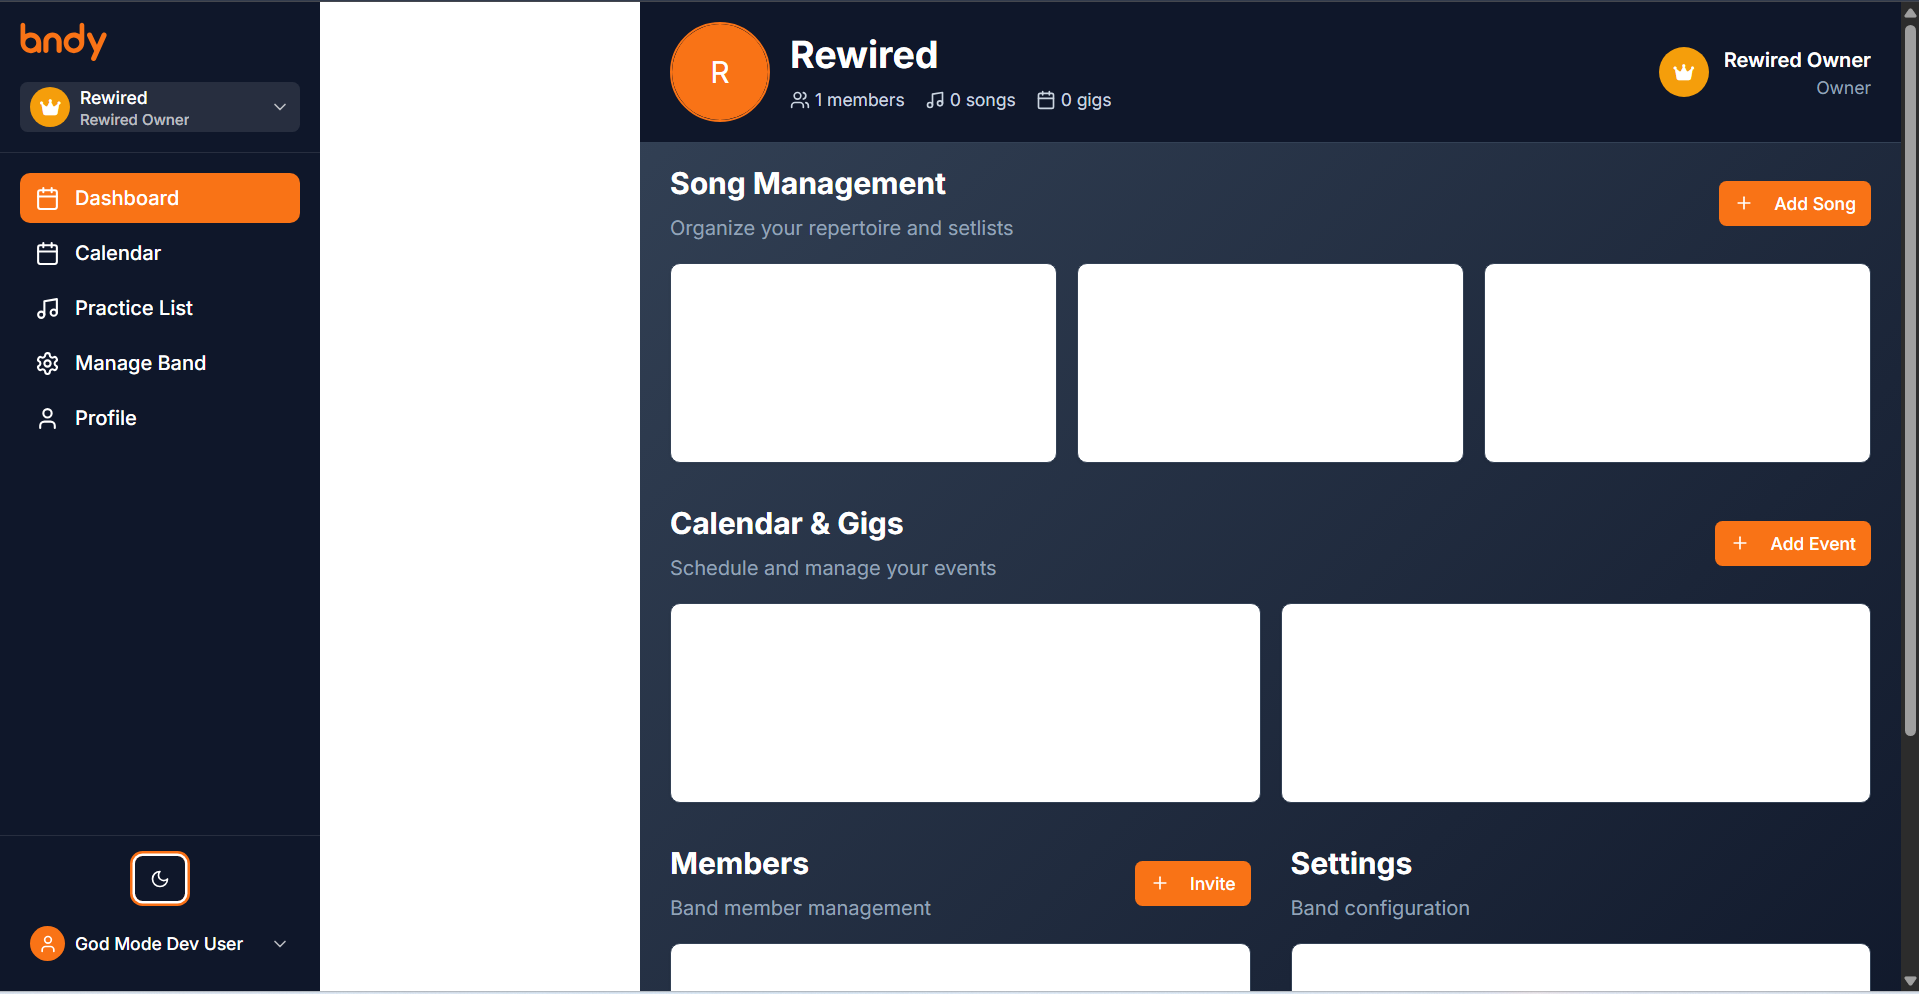 bndy
Rewired
Rewired Owner
Dashboard
Calendar
Practice List
Manage Band
Profile
God Mode Dev User
R
Rewired
1 members 0 songs 0 gigs
Rewired Owner
Owner
Song Management
Organize your repertoire and setlists
Add Song
Calendar & Gigs
Schedule and manage your events
Add Event
Members
Band member management
Invite
Settings
Band configuration